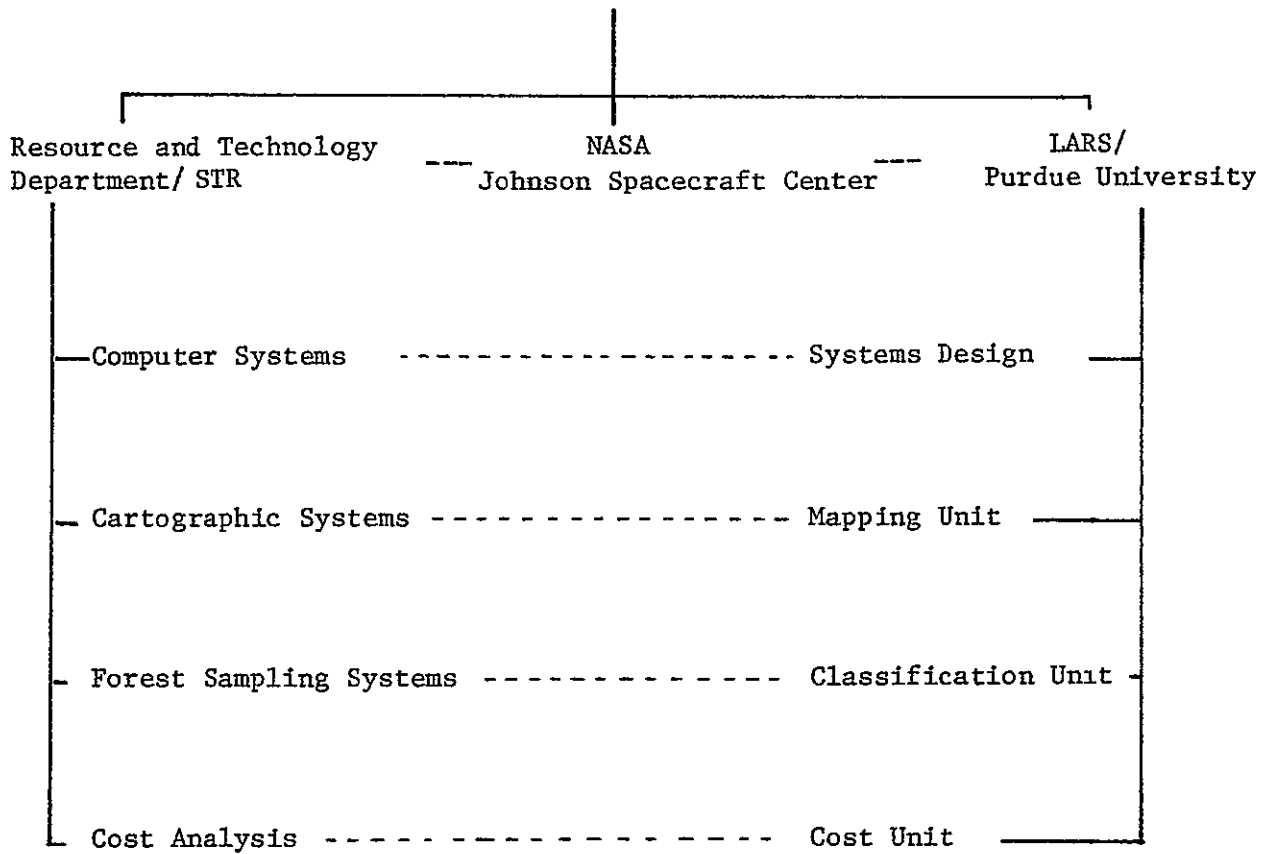 Resource and Technology
Department/ STR
NASA
Johnson Spacecraft Center
LARS/
Purdue University
Computer Systems
Systems Design
Cartographic Systems
Mapping Unit
Forest Sampling Systems
Classification Unit
Cost Analysis
Cost Unit